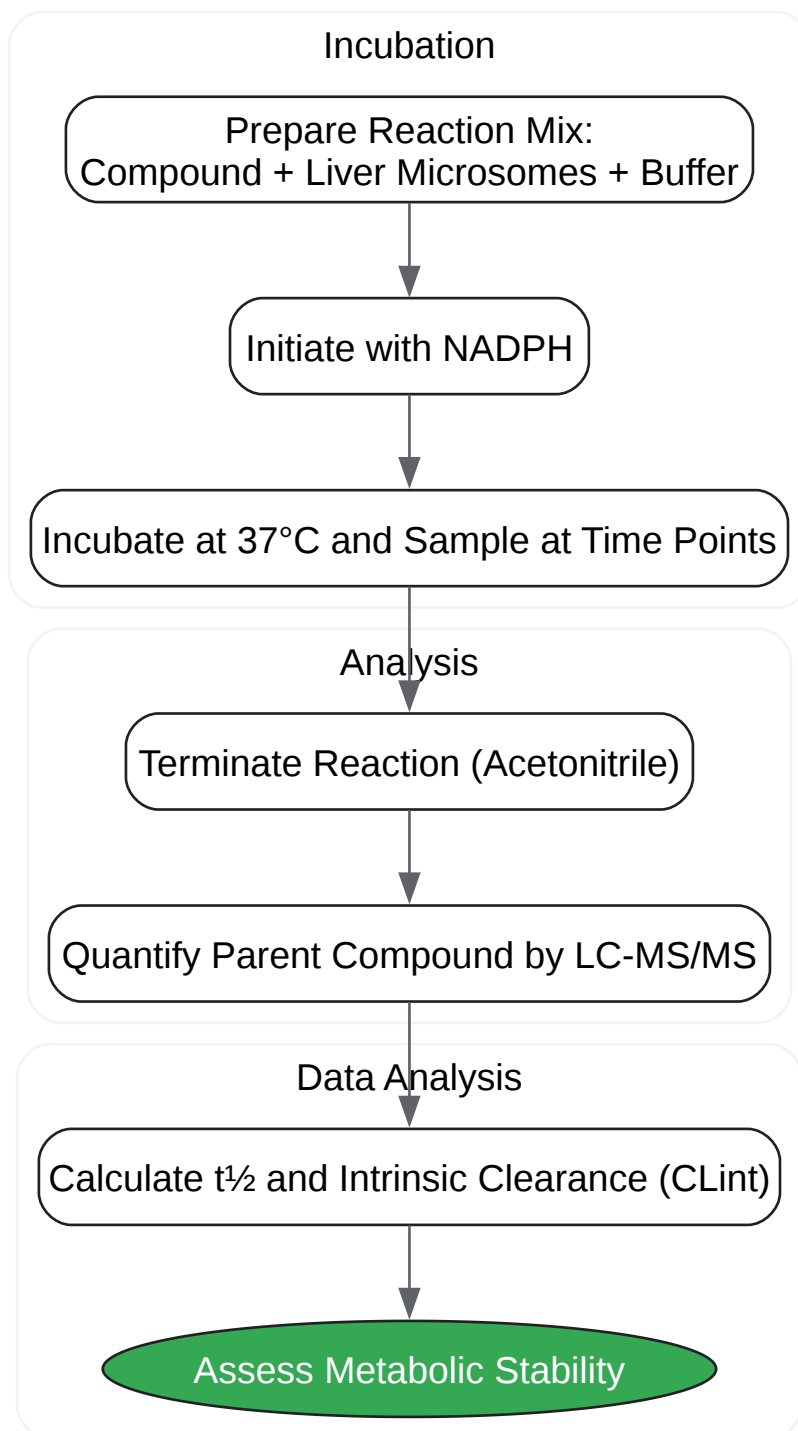 Incubation
Prepare Reaction Mix:
Compound + Liver Microsomes + Buffer
Initiate with NADPH
Incubate at 37°C and Sample at Time Points
Analysis
Terminate Reaction (Acetonitrile)
Quantify Parent Compound by LC-MS/MS
Data Analysis
Calculate t½ and Intrinsic Clearance (CLint)
Assess Metabolic Stability